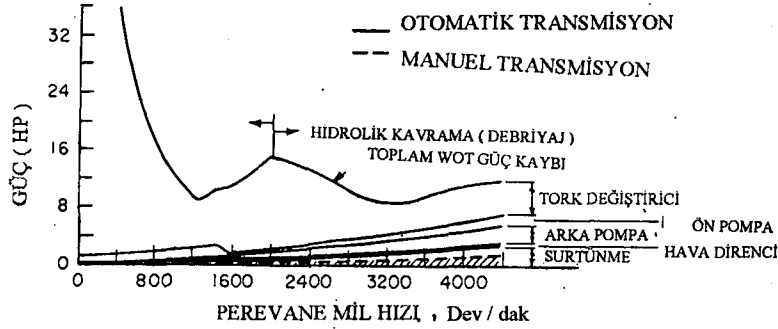 32
24
16
8
0
GÜÇ ( HP )
OTOMATİK TRANSMİSYON
MANUEL TRANSMİSYON
HİDROLİK KAVRAMA ( DEBRİYAJ )
TOPLAM WOT GÜÇ KAYBI
TORK DEĞİŞTİRİCİ
ÖN POMPA
ARKA POMPA
HAVA DİRENCİ
SURTÜNME
0 800 1600 2400 3200 4000
PEREVANE MİL HIZI , Dev / dak